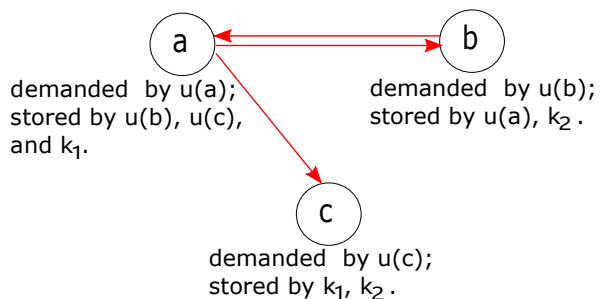 a
b
demanded by u(a);
stored by u(b), u(c),
and k₁.
demanded by u(b);
stored by u(a), k₂ .
c
demanded by u(c);
stored by k₁, k₂ .